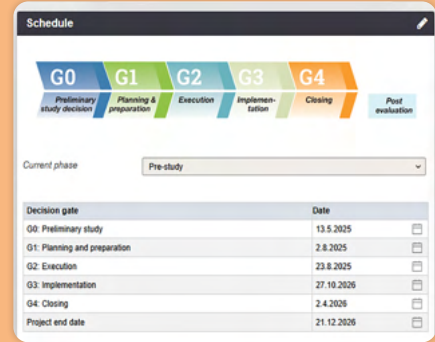 Schedule
G0 G1 G2 G3 G4
Preliminary study decision
Planning & preparation
Execution
Implemen-
tation
Closing
Post evaluation
Current phase Pre-study
Decision gate Date
G0: Preliminary study 13.5.2025
G1: Planning and preparation 2.8.2025
G2: Execution 23.8.2025
G3: Implementation 27.10.2026
G4: Closing 2.4.2026
Project end date 21.12.2026